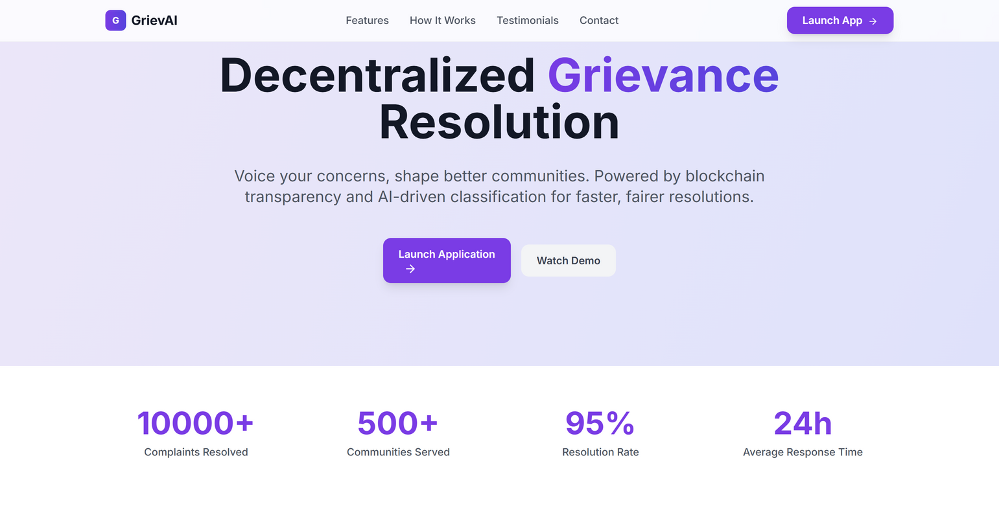 G GrievAI Features How It Works Testimonials Contact Launch App →
Decentralized Grievance
Resolution
Voice your concerns, shape better communities. Powered by blockchain
transparency and AI-driven classification for faster, fairer resolutions.
Launch Application
→
Watch Demo
10000+ 500+ 95% 24h
Complaints Resolved Communities Served Resolution Rate Average Response Time